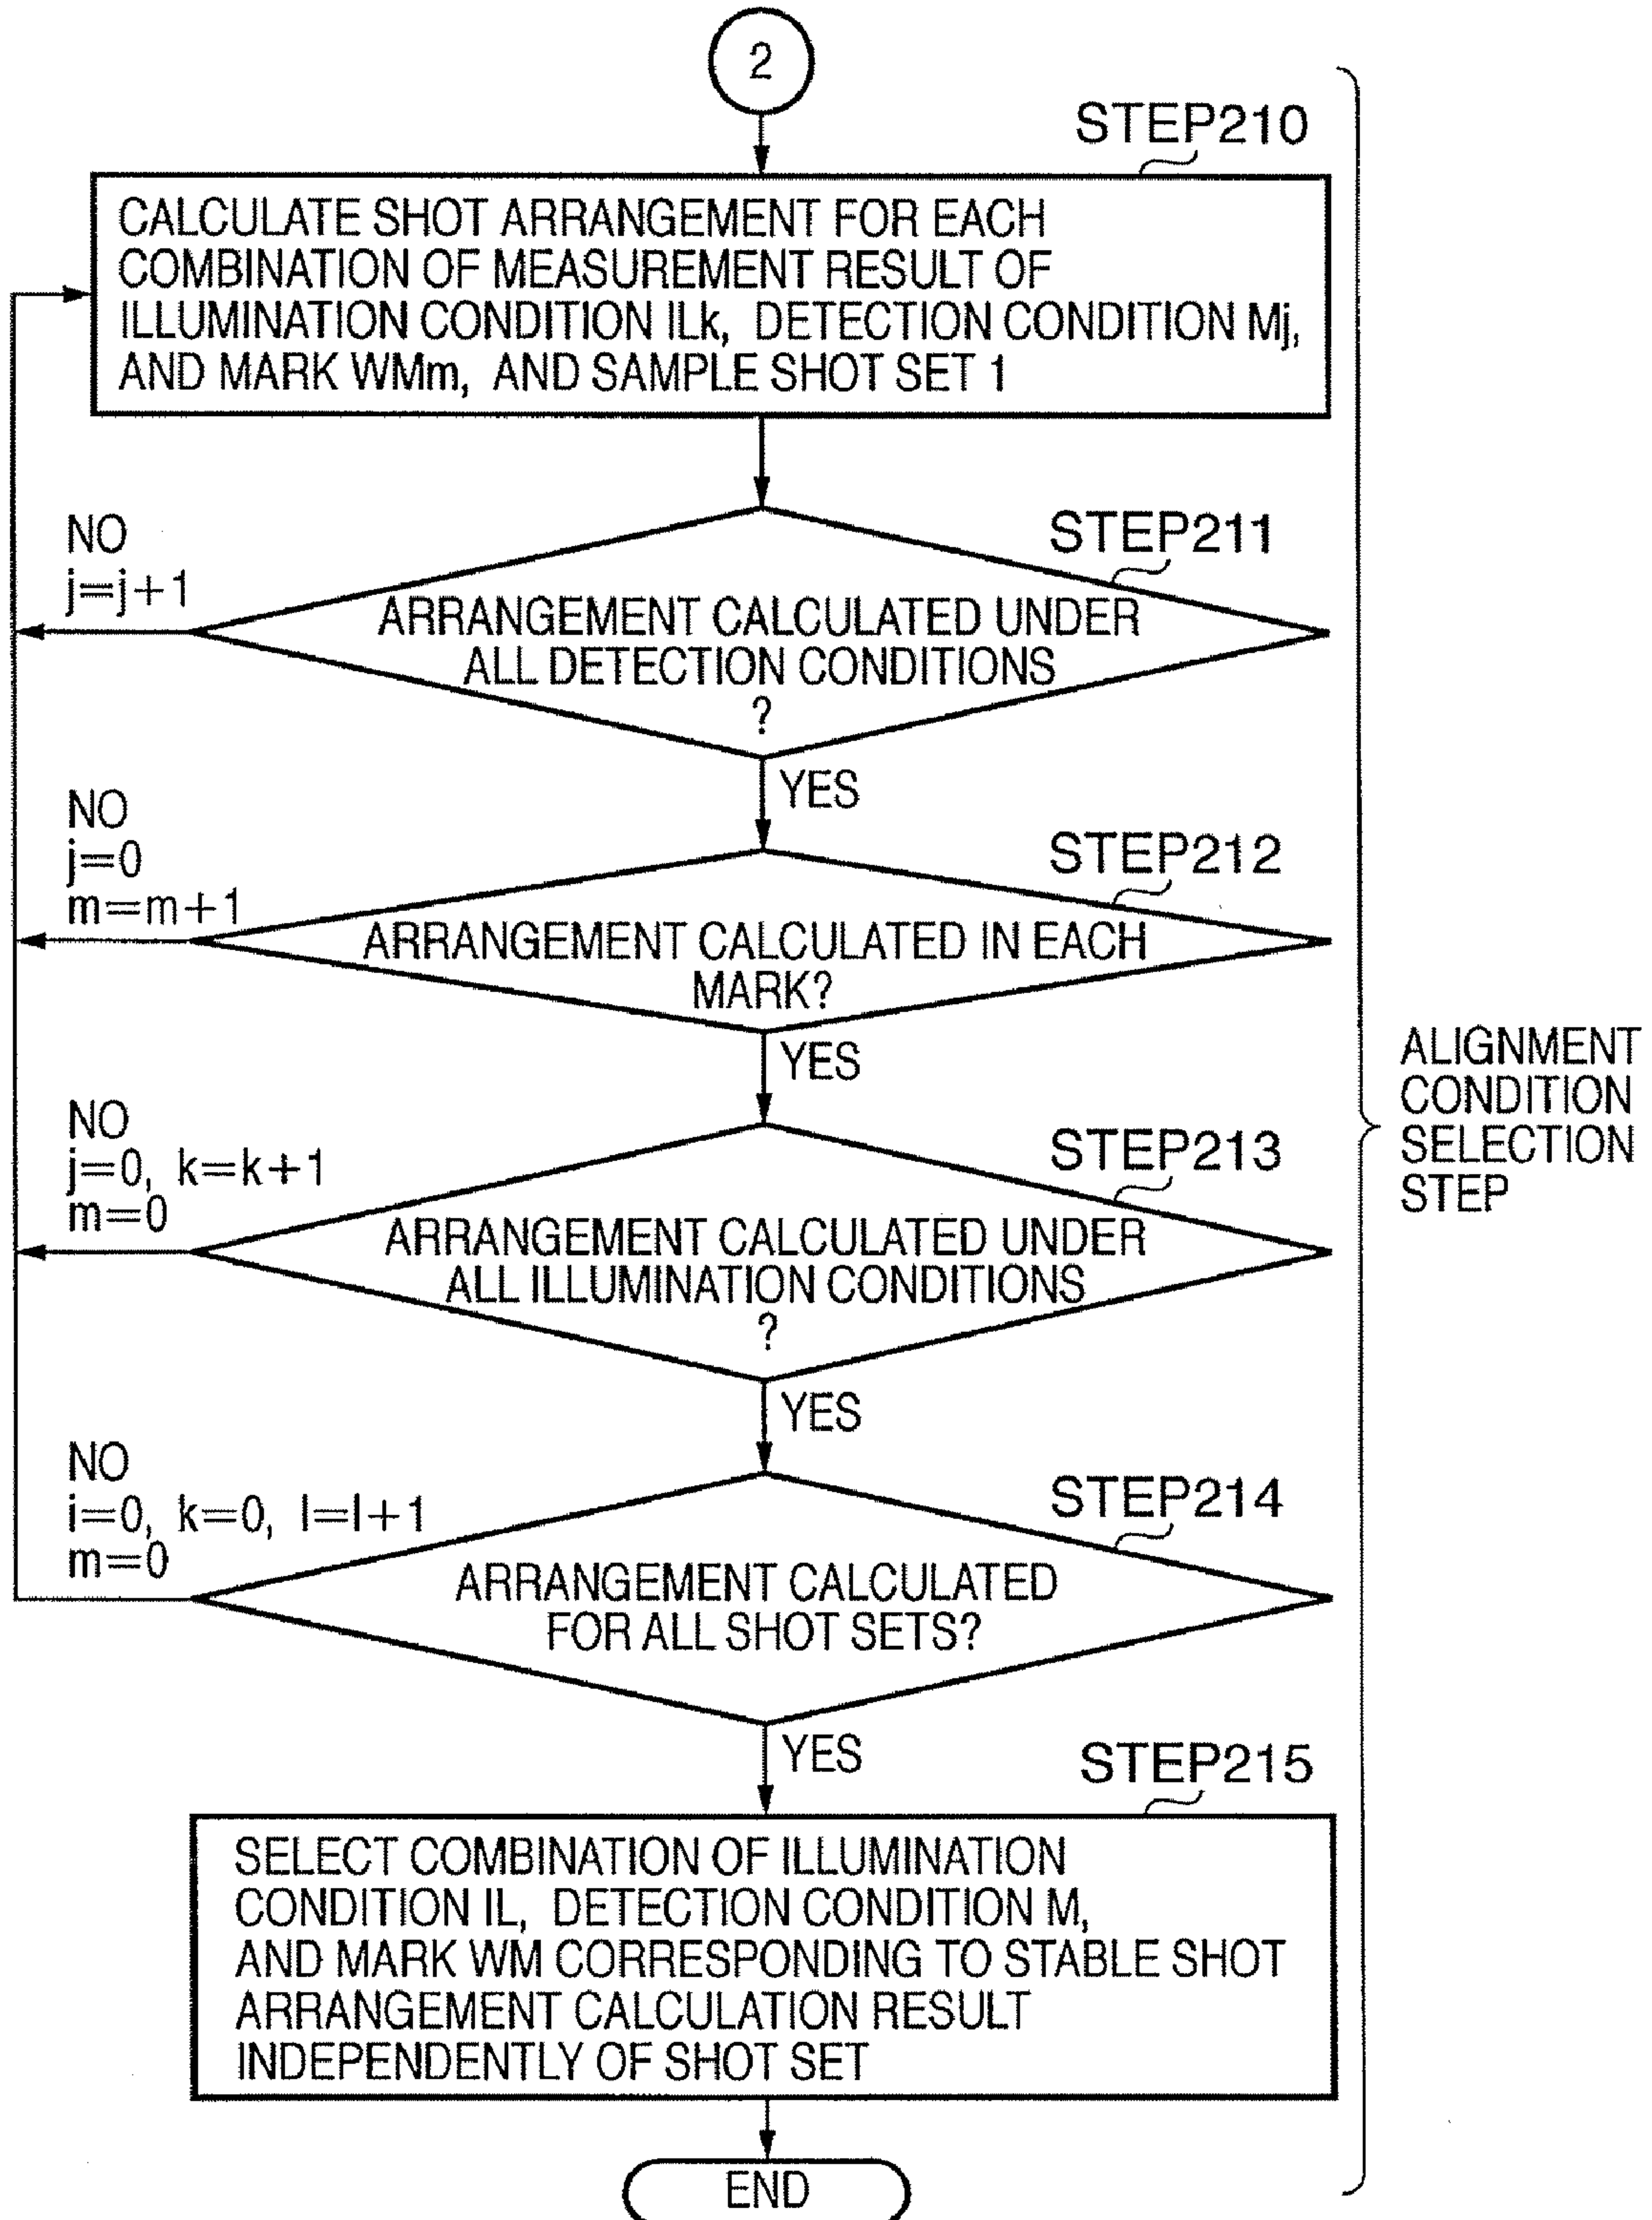 2
STEP210
CALCULATE SHOT ARRANGEMENT FOR EACH
COMBINATION OF MEASUREMENT RESULT OF
ILLUMINATION CONDITION ILk, DETECTION CONDITION Mj,
AND MARK WMm, AND SAMPLE SHOT SET 1
STEP211
NO
j=j+1
ARRANGEMENT CALCULATED UNDER
ALL DETECTION CONDITIONS
?
YES
STEP212
NO
j=0
m=m+1
ARRANGEMENT CALCULATED IN EACH
MARK?
YES
STEP213
NO
j=0, k=k+1
m=0
ARRANGEMENT CALCULATED UNDER
ALL ILLUMINATION CONDITIONS
?
YES
STEP214
NO
i=0, k=0, l=l+1
m=0
ARRANGEMENT CALCULATED
FOR ALL SHOT SETS?
YES
STEP215
SELECT COMBINATION OF ILLUMINATION
CONDITION IL, DETECTION CONDITION M,
AND MARK WM CORRESPONDING TO STABLE SHOT
ARRANGEMENT CALCULATION RESULT
INDEPENDENTLY OF SHOT SET
END
ALIGNMENT
CONDITION
SELECTION
STEP